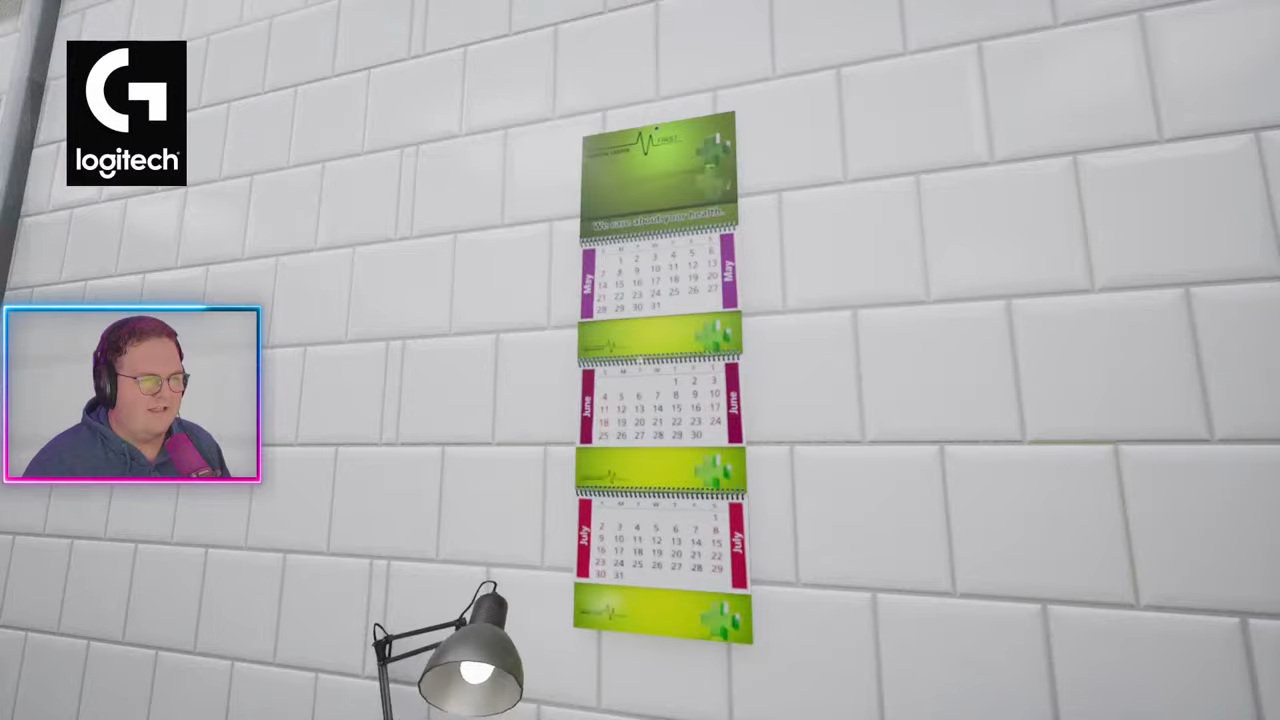 logitech
FIRST
We care about your health.
May
May
1 2 3 4 5 6
7 8 9 10 11 12 13
14 15 16 17 18 19 20
21 22 23 24 25 26 27
28 29 30 31
June
June
1 2 3
4 5 6 7 8 9 10
11 12 13 14 15 16 17
18 19 20 21 22 23 24
25 26 27 28 29 30
July
July
1
2 3 4 5 6 7 8
9 10 11 12 13 14 15
16 17 18 19 20 21 22
23 24 25 26 27 28 29
30 31